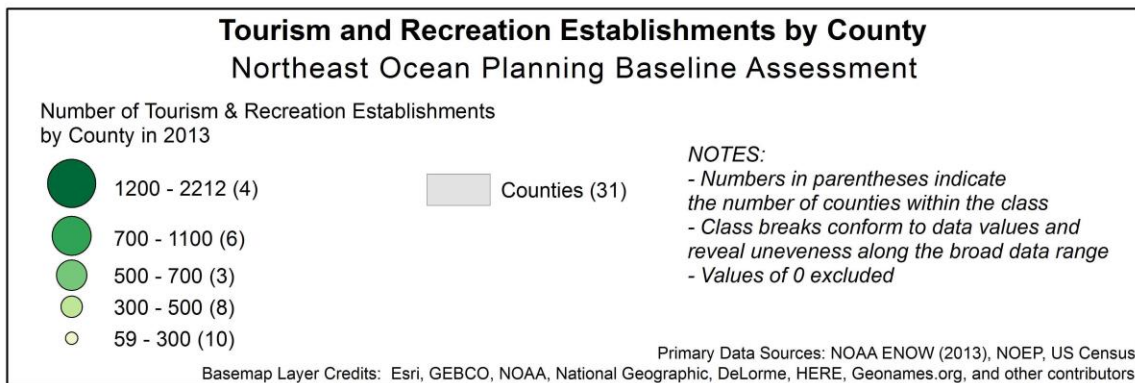 Tourism and Recreation Establishments by County
Northeast Ocean Planning Baseline Assessment
Number of Tourism & Recreation Establishments
by County in 2013
1200 - 2212 (4)
700 - 1100 (6)
500 - 700 (3)
300 - 500 (8)
59 - 300 (10)
Counties (31)
NOTES:
- Numbers in parentheses indicate
the number of counties within the class
- Class breaks conform to data values and
reveal uneveness along the broad data range
- Values of 0 excluded
Primary Data Sources: NOAA ENOW (2013), NOEP, US Census
Basemap Layer Credits: Esri, GEBCO, NOAA, National Geographic, DeLorme, HERE, Geonames.org, and other contributors